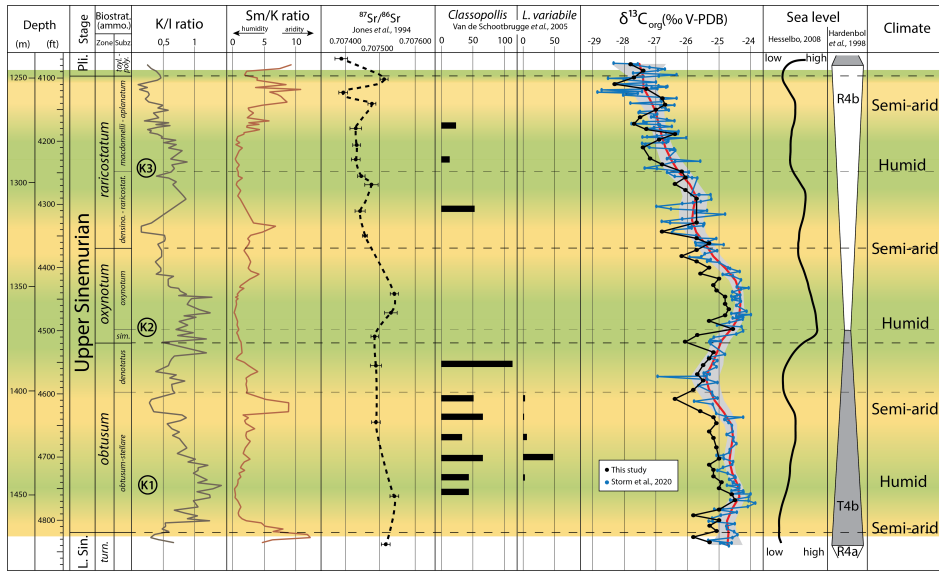 Depth
(m)
(ft)
Stage
Biostrat.
(ammo.)
Zone
Subz
K/I ratio
0,5
1
Sm/K ratio
humidity
aridity
0
5
10
87Sr/86Sr
Jones et al., 1994
0.707400
0.707500
0.707600
Classopollis
L. variabile
Van de Schootbrugge et al., 2005
0
50
0
50
δ13Corg(‰ V-PDB)
-29
-28
-27
-26
-25
-24
Sea level
Hesselbo, 2008
low
high
Hardenbol
et al., 1998
Climate
Pli.
tayl.-
poly.
1250
4100
4200
1300
4300
4400
1350
4500
1400
4600
4700
1450
4800
Upper Sinemurian
L. Sin.
raricostatum
oxynotum
obtusum
turn.
macdonnelli - aplanatum
densino. - raricostat.
oxynotum
sim.
denotatus
obtusum-stellare
K3
K2
K1
This study
Storm et al., 2020
R4b
T4b
R4a
Semi-arid
Humid
Semi-arid
Humid
Semi-arid
Humid
Semi-arid
low
high